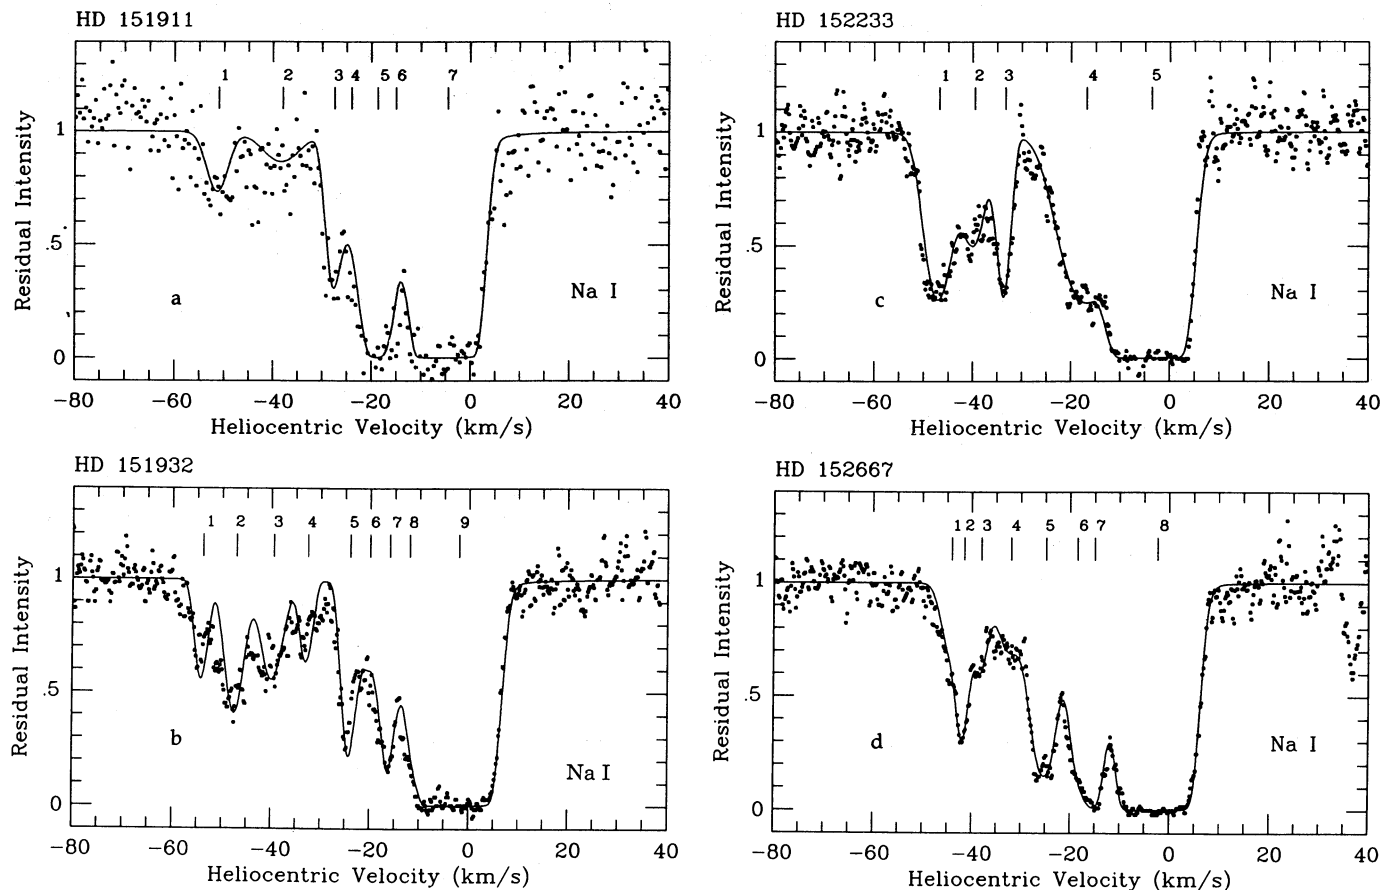 HD 151911
1 2 3 4 5 6 7
Residual Intensity
1
.5
0
a
Na I
-80 -60 -40 -20 0 20 40
Heliocentric Velocity (km/s)
HD 152233
1 2 3 4 5
Residual Intensity
1
.5
0
c
Na I
-80 -60 -40 -20 0 20 40
Heliocentric Velocity (km/s)
HD 151932
1 2 3 4 5 6 7 8 9
Residual Intensity
1
.5
0
b
Na I
-80 -60 -40 -20 0 20 40
Heliocentric Velocity (km/s)
HD 152667
1 2 3 4 5 6 7 8
Residual Intensity
1
.5
0
d
Na I
-80 -60 -40 -20 0 20 40
Heliocentric Velocity (km/s)